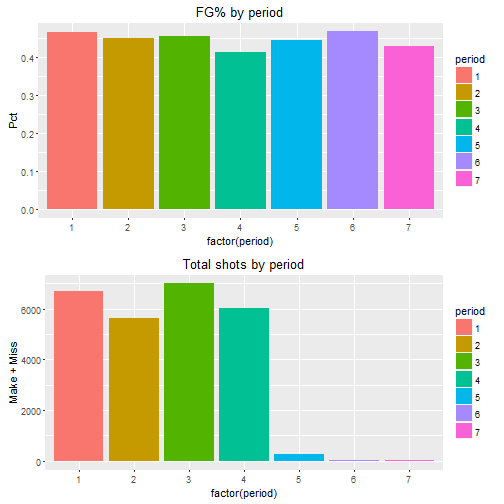 FG% by period
Pct
0.4
0.3
0.2
0.1
0.0
1 2 3 4 5 6 7
factor(period)
period
1
2
3
4
5
6
7
Total shots by period
Make + Miss
6000
4000
2000
0
1 2 3 4 5 6 7
factor(period)
period
1
2
3
4
5
6
7